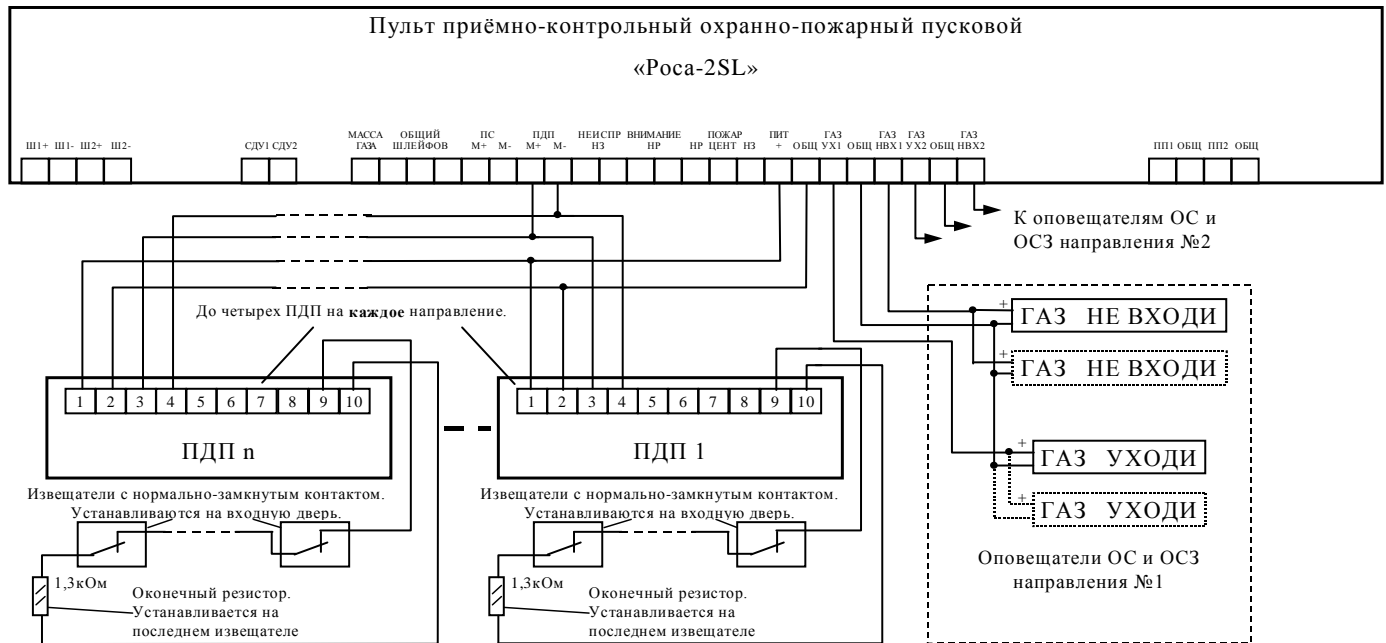 Пульт приёмно-контрольный охранно-пожарный пусковой
«Роса-2SL»
Ш1+ Ш1- Ш2+ Ш2-
СДУ1 СДУ2
МАССА ГАЗА
ОБЩИЙ ШЛЕЙФОВ
ПС М+ М-
ПДП М+ М-
НЕИСПР НЗ
ВНИМАНИЕ НР
ПОЖАР НР ЦЕНТ НЗ
ПИТ +
ОБЩ
ГАЗ УХ1
ОБЩ
ГАЗ НВХ1
ГАЗ УХ2
ОБЩ
ГАЗ НВХ2
ПП1 ОБЩ ПП2 ОБЩ
К оповещателям ОС и
ОСЗ направления №2
До четырех ПДП на каждое направление.
1 2 3 4 5 6 7 8 9 10
ПДП n
1 2 3 4 5 6 7 8 9 10
ПДП 1
+
ГАЗ НЕ ВХОДИ
+
ГАЗ НЕ ВХОДИ
+
ГАЗ УХОДИ
+
ГАЗ УХОДИ
Оповещатели ОС и ОСЗ
направления №1
Извещатели с нормально-замкнутым контактом.
Устанавливаются на входную дверь.
1,3кОм
Оконечный резистор.
Устанавливается на
последнем извещателе
Извещатели с нормально-замкнутым контактом.
Устанавливаются на входную дверь.
1,3кОм
Оконечный резистор.
Устанавливается на
последнем извещателе